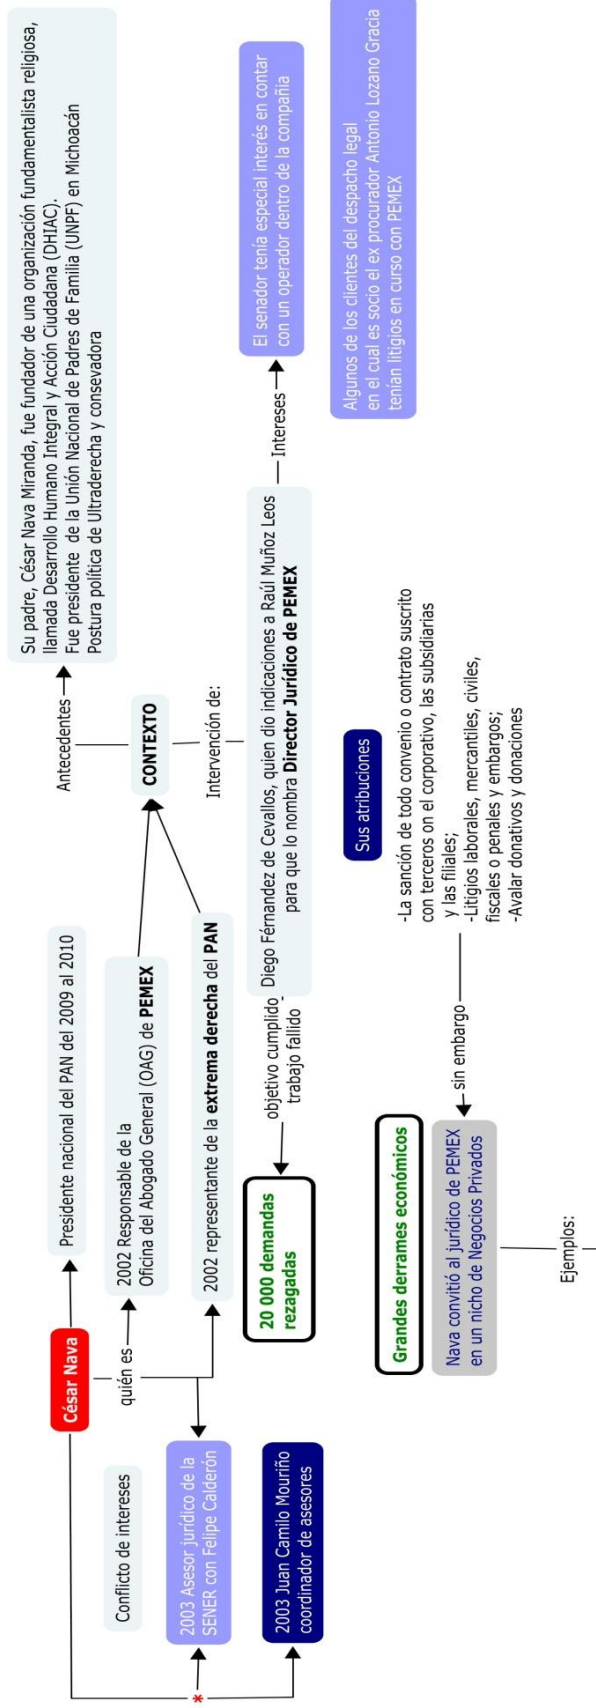 César Nava
quién es
Presidente nacional del PAN del 2009 al 2010
2002 Responsable de la
Oficina del Abogado General (OAG) de PEMEX
2002 representante de la extrema derecha del PAN
Conflicto de intereses
2003 Asesor jurídico de la
SENER con Felipe Calderón
*
2003 Juan Camilo Mouriño
coordinador de asesores
CONTEXTO
Antecedentes
Su padre, César Nava Miranda, fue fundador de una organización fundamentalista religiosa,
llamada Desarrollo Humano Integral y Acción Ciudadana (DHIAC).
Fue presidente de la Unión Nacional de Padres de Familia (UNPF) en Michoacán
Postura política de Ultraderecha y consevadora
Intervención de:
Diego Férnandez de Cevallos, quien dio indicaciones a Raúl Muñoz Leos
para que lo nombra Director Jurídico de PEMEX
Intereses
El senador tenía especial interés en contar
con un operador dentro de la compañia
Algunos de los clientes del despacho legal
en el cual es socio el ex procurador Antonio Lozano Gracia
tenían litigios en curso con PEMEX
objetivo cumplido
trabajo fallido
20 000 demandas
rezagadas
Sus atribuciones
-La sanción de todo convenio o contrato suscrito
con terceros on el corporativo, las subsidiarias
y las filiales;
-Litigios laborales, mercantiles, civiles,
fiscales o penales y embargos;
-Avalar donativos y donaciones
sin embargo
Grandes derrames económicos
Nava convitió al jurídico de PEMEX
en un nicho de Negocios Privados
Ejemplos: